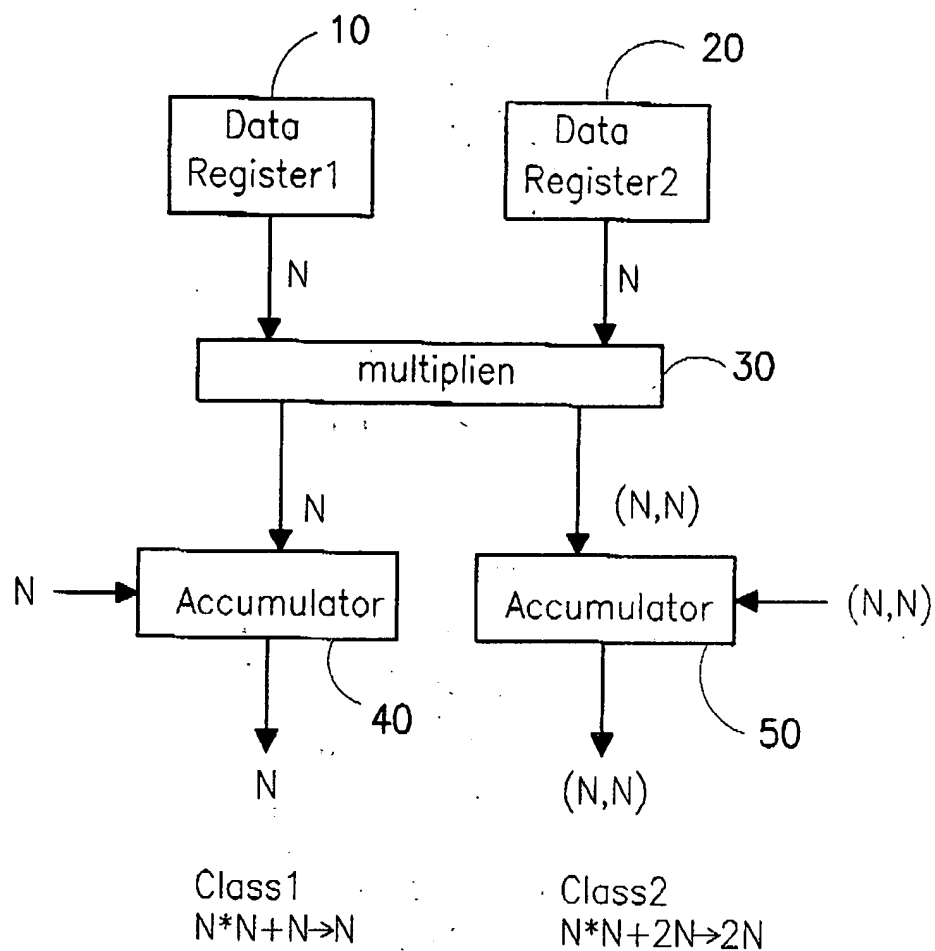 10
20
Data
Register1
Data
Register2
N
N
multiplien
30
N
(N,N)
N
Accumulator
Accumulator
(N,N)
40
50
N
(N,N)
Class1
N*N+N→N
Class2
N*N+2N→2N